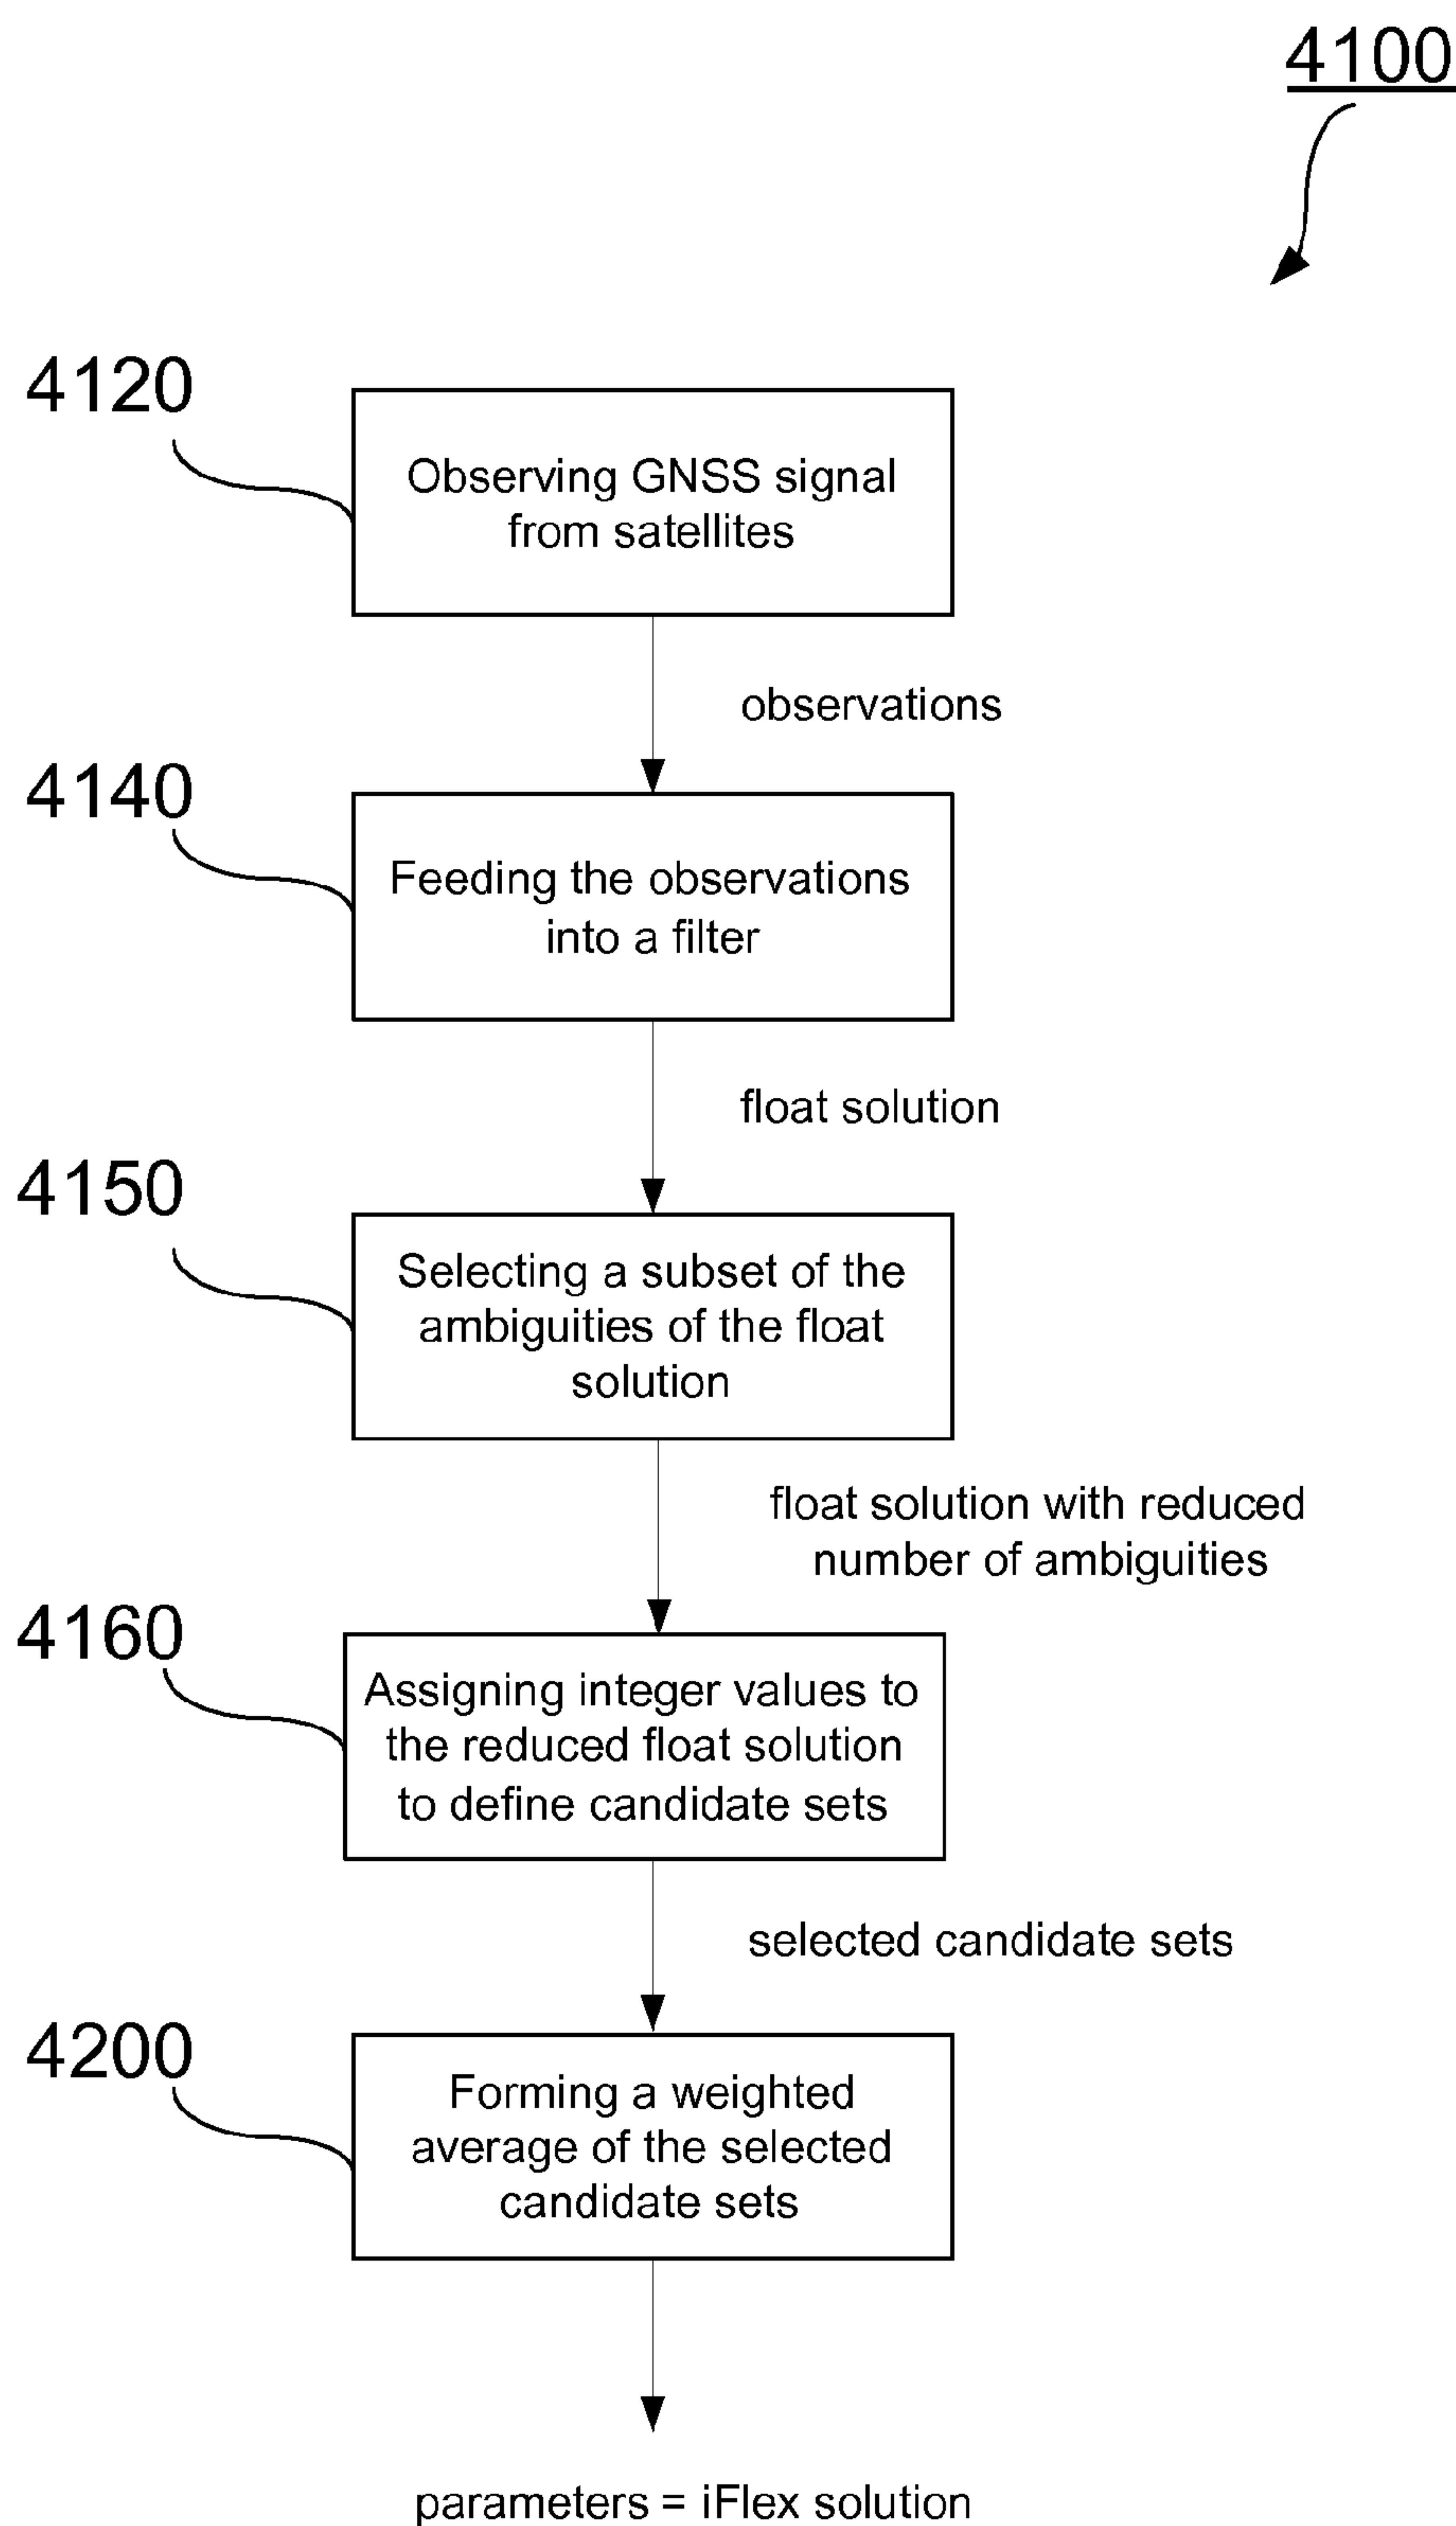 4100
4120
Observing GNSS signal
from satellites
observations
4140
Feeding the observations
into a filter
float solution
4150
Selecting a subset of the
ambiguities of the float
solution
float solution with reduced
number of ambiguities
4160
Assigning integer values to
the reduced float solution
to define candidate sets
selected candidate sets
4200
Forming a weighted
average of the selected
candidate sets
parameters = iFlex solution